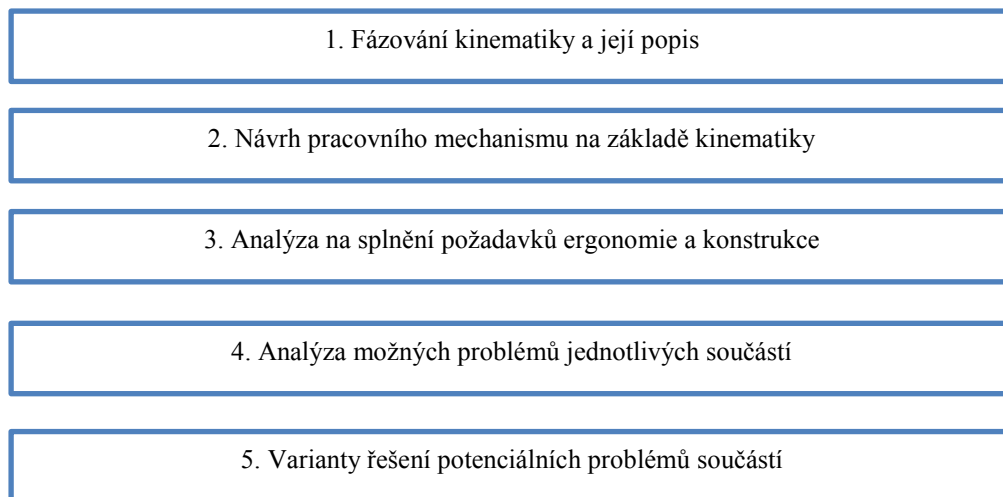 1. Fázování kinematiky a její popis
2. Návrh pracovního mechanismu na základě kinematiky
3. Analýza na splnění požadavků ergonomie a konstrukce
4. Analýza možných problémů jednotlivých součástí
5. Varianty řešení potenciálních problémů součástí